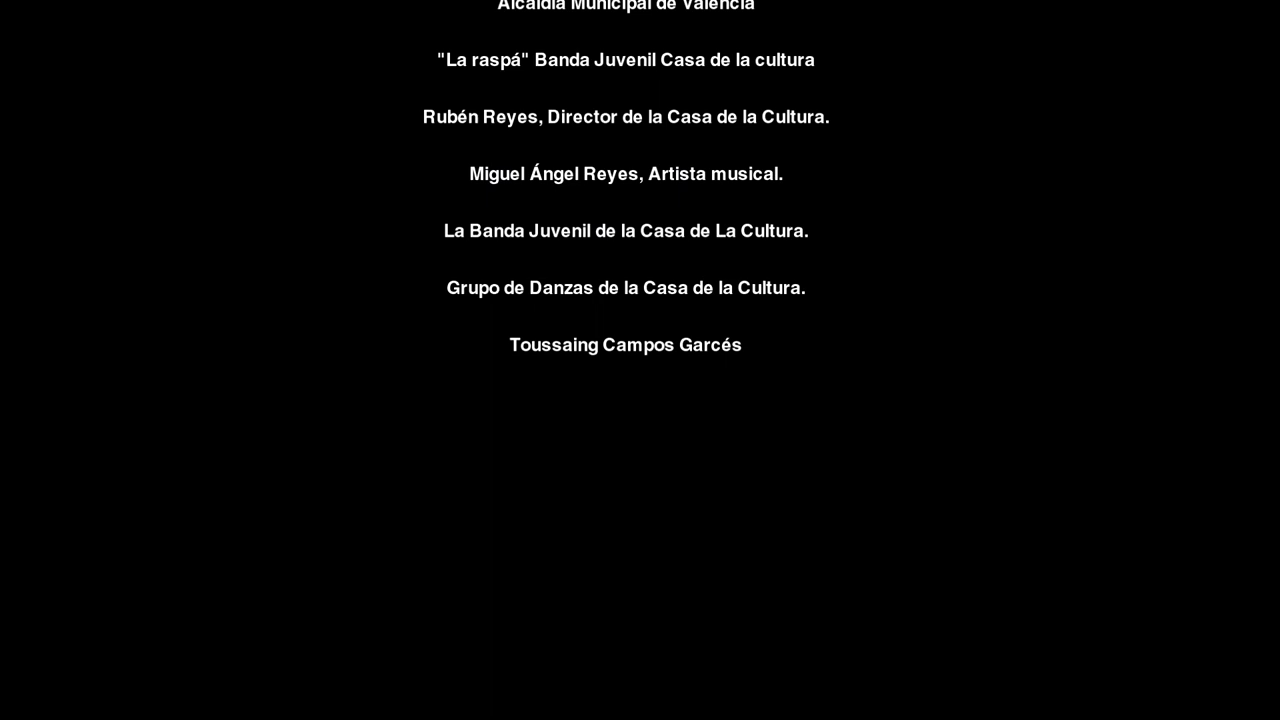 Alcaldía Municipal de Valencia
"La raspá" Banda Juvenil Casa de la cultura
Rubén Reyes, Director de la Casa de la Cultura.
Miguel Ángel Reyes, Artista musical.
La Banda Juvenil de la Casa de La Cultura.
Grupo de Danzas de la Casa de la Cultura.
Toussaing Campos Garcés